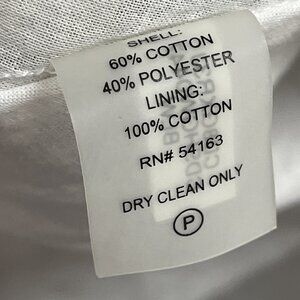 SHELL:
60% COTTON
40% POLYESTER
LINING:
100% COTTON
RN# 54163
DRY CLEAN ONLY
P